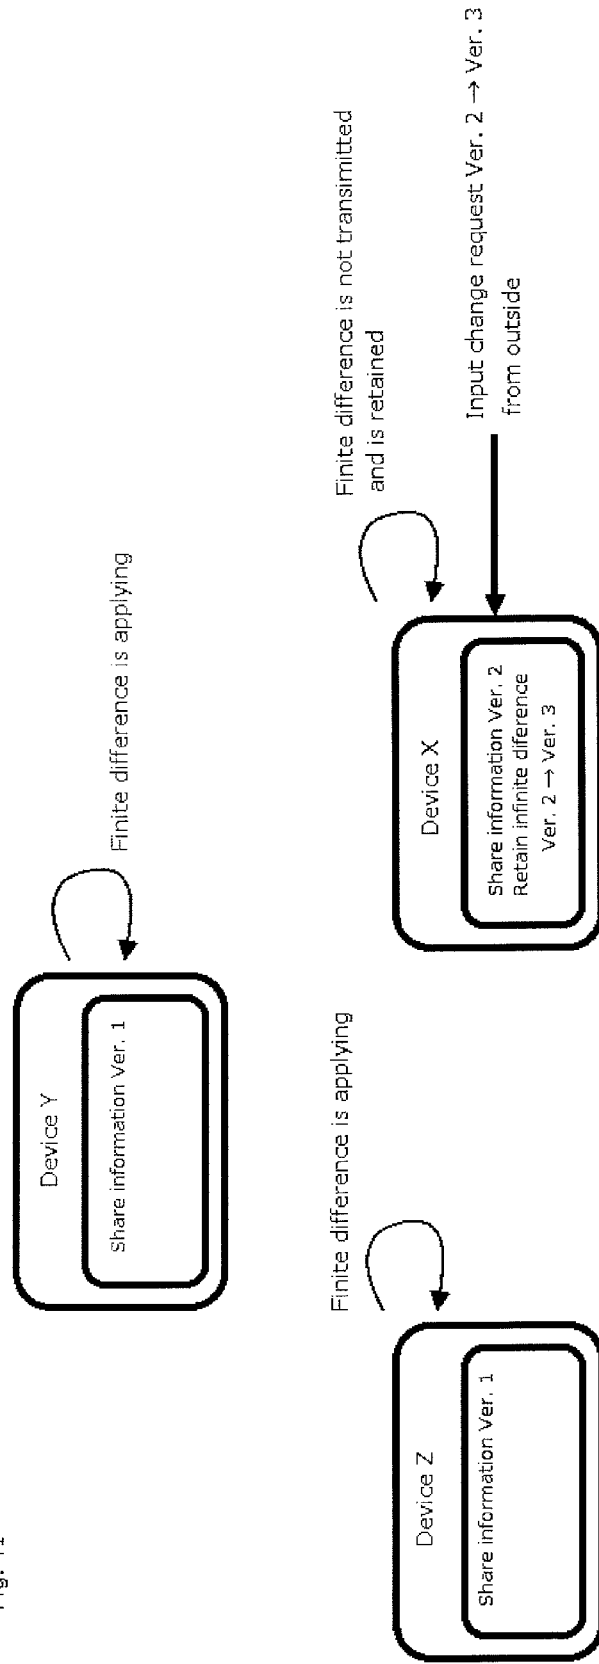 Device Y
Share information Ver. 1
Finite difference is applying
Finite difference is applying
Finite difference is not transimitted
and is retained
Device Z
Share information Ver. 1
Device X
Share information Ver. 2
Retain infinite diference
Ver. 2 → Ver. 3
Input change request Ver. 2 → Ver. 3
from outside